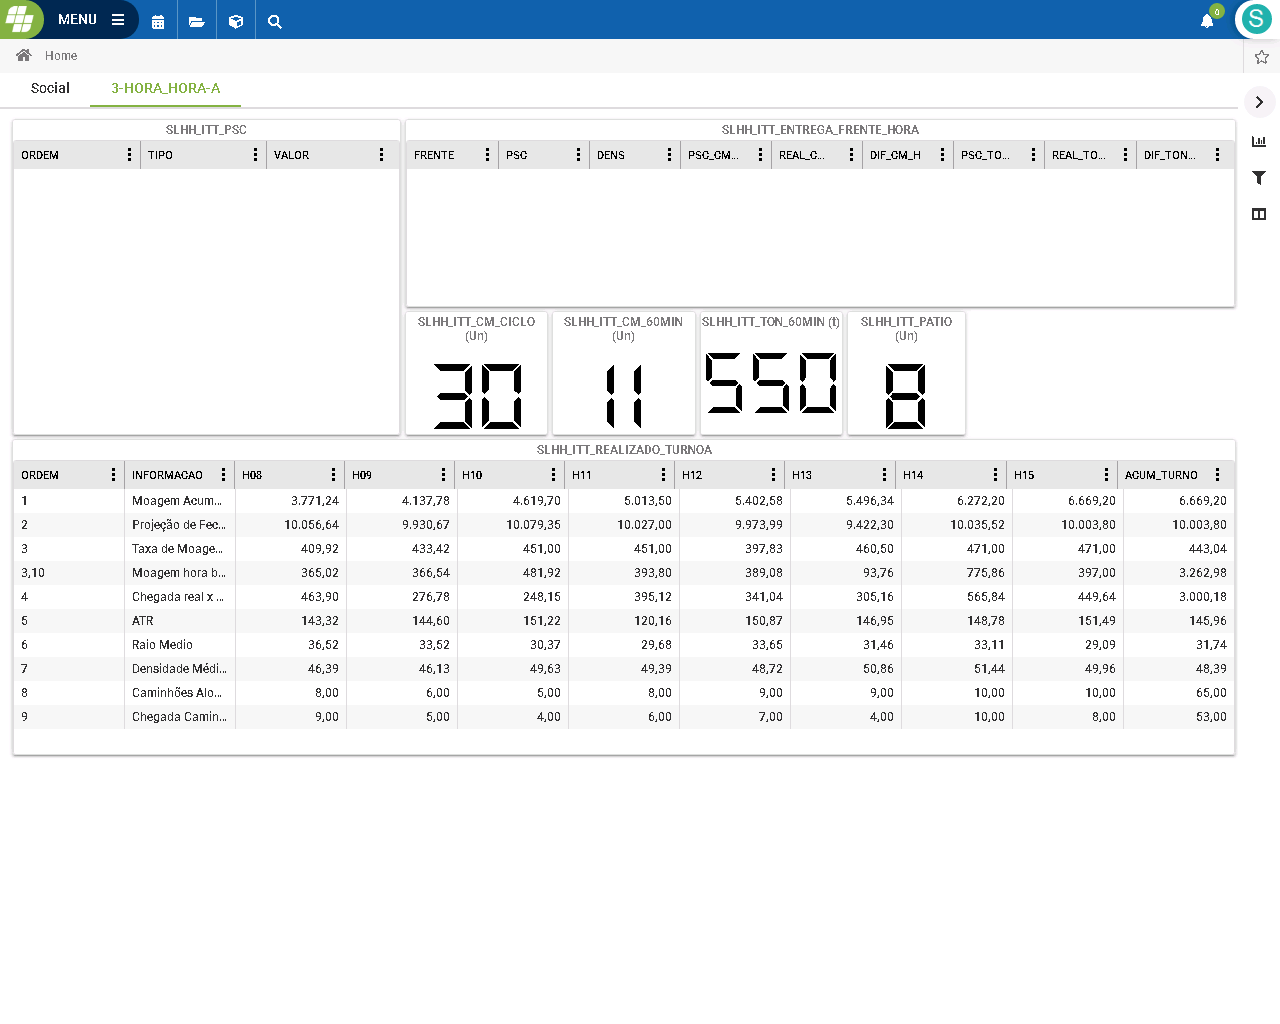 MENU
0
S
Home
Social 3-HORA_HORA-A
SLHH_ITT_PSC
ORDEM TIPO VALOR
SLHH_ITT_ENTREGA_FRENTE_HORA
FRENTE PSC DENS PSC_CM... REAL_C... DIF_CM_H PSC_TO... REAL_TO... DIF_TON...
SLHH_ITT_CM_CICLO
(Un)
30
SLHH_ITT_CM_60MIN
(Un)
11
SLHH_ITT_TON_60MIN (t)
550
SLHH_ITT_PATIO
(Un)
8
SLHH_ITT_REALIZADO_TURNOA
ORDEM INFORMACAO H08 H09 H10 H11 H12 H13 H14 H15 ACUM_TURNO
1 Moagem Acum... 3.771,24 4.137,78 4.619,70 5.013,50 5.402,58 5.496,34 6.272,20 6.669,20 6.669,20
2 Projeção de Fec... 10.056,64 9.930,67 10.079,35 10.027,00 9.973,99 9.422,30 10.035,52 10.003,80 10.003,80
3 Taxa de Moage... 409,92 433,42 451,00 451,00 397,83 460,50 471,00 471,00 443,04
3,10 Moagem hora b... 365,02 366,54 481,92 393,80 389,08 93,76 775,86 397,00 3.262,98
4 Chegada real x ... 463,90 276,78 248,15 395,12 341,04 305,16 565,84 449,64 3.000,18
5 ATR 143,32 144,60 151,22 120,16 150,87 146,95 148,78 151,49 145,96
6 Raio Medio 36,52 33,52 30,37 29,68 33,65 31,46 33,11 29,09 31,74
7 Densidade Médi... 46,39 46,13 49,63 49,39 48,72 50,86 51,44 49,96 48,39
8 Caminhões Alo... 8,00 6,00 5,00 8,00 9,00 9,00 10,00 10,00 65,00
9 Chegada Camin... 9,00 5,00 4,00 6,00 7,00 4,00 10,00 8,00 53,00